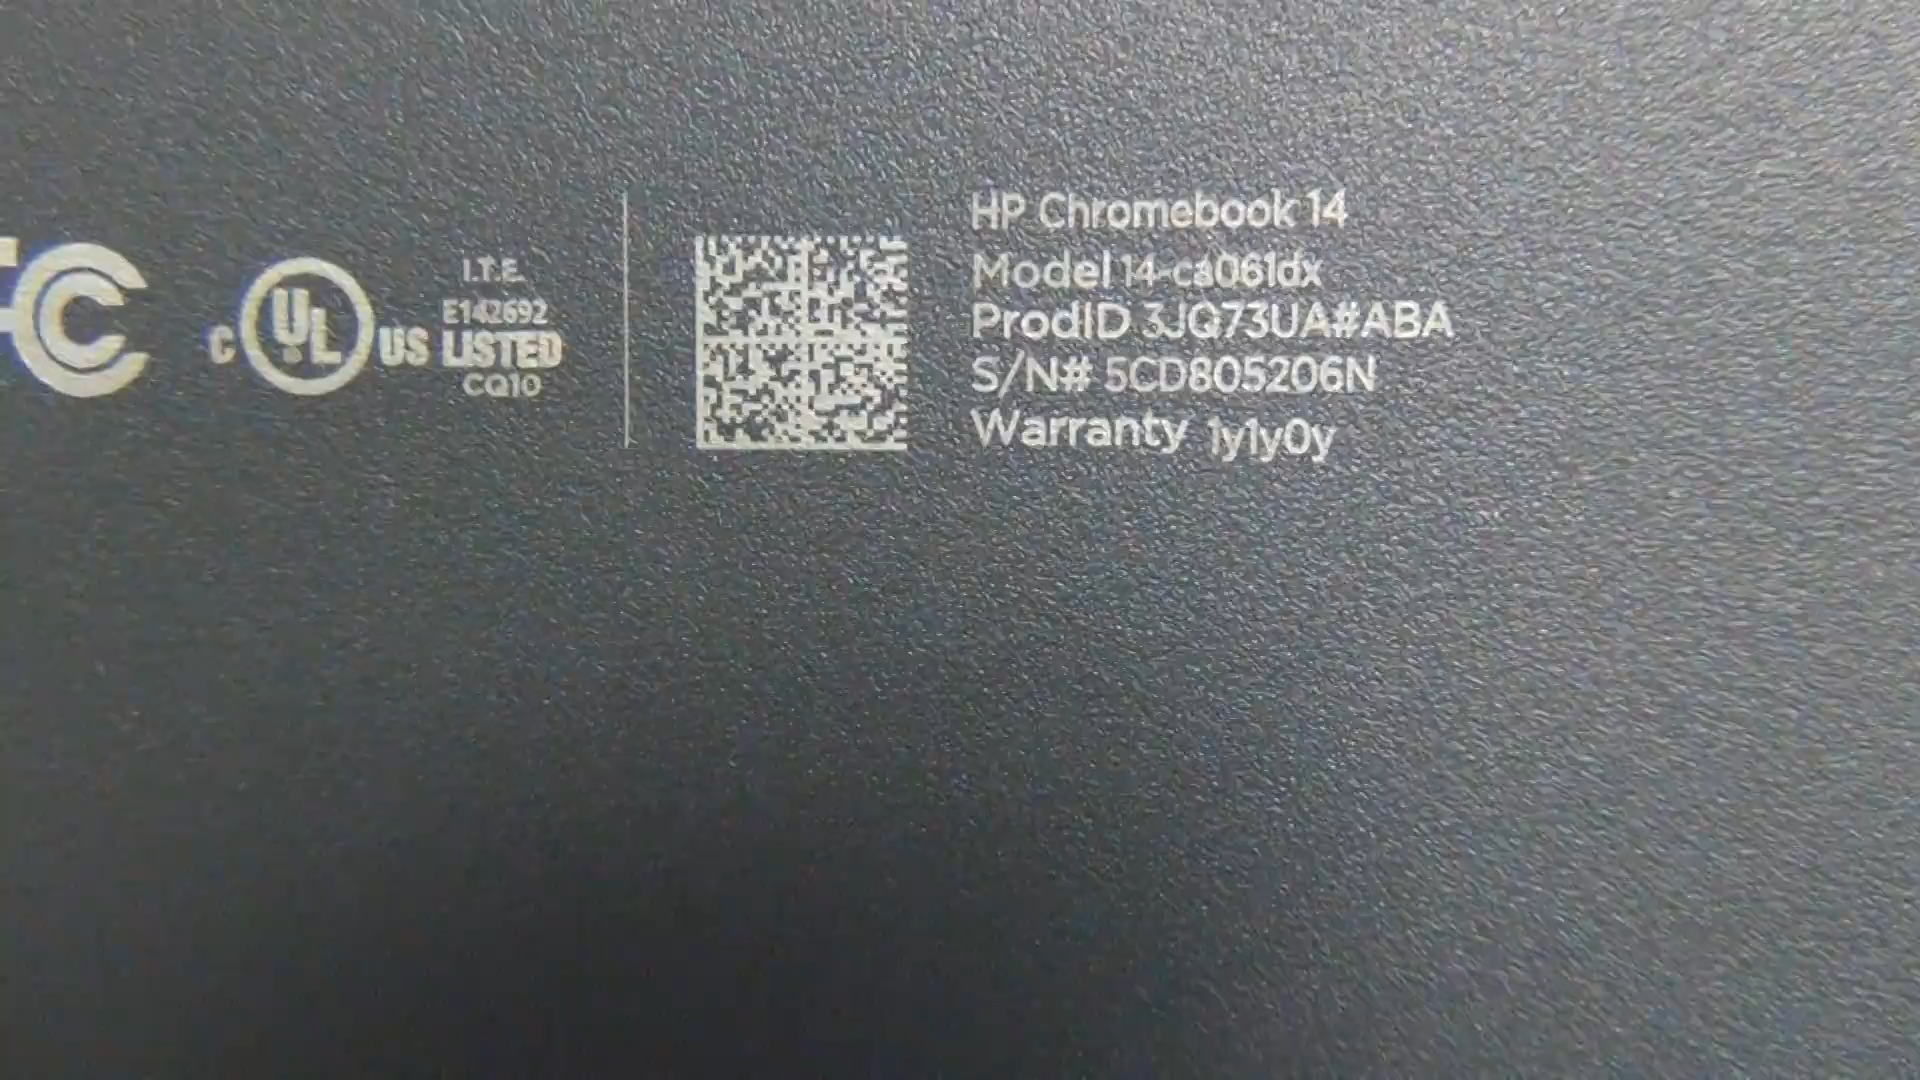 FC
C UL US
I.T.E.
E142692
LISTED
CQ10
HP Chromebook 14
Model 14-ca061dx
ProdID 3JQ73UA#ABA
S/N# 5CD805206N
Warranty 1y1y0y